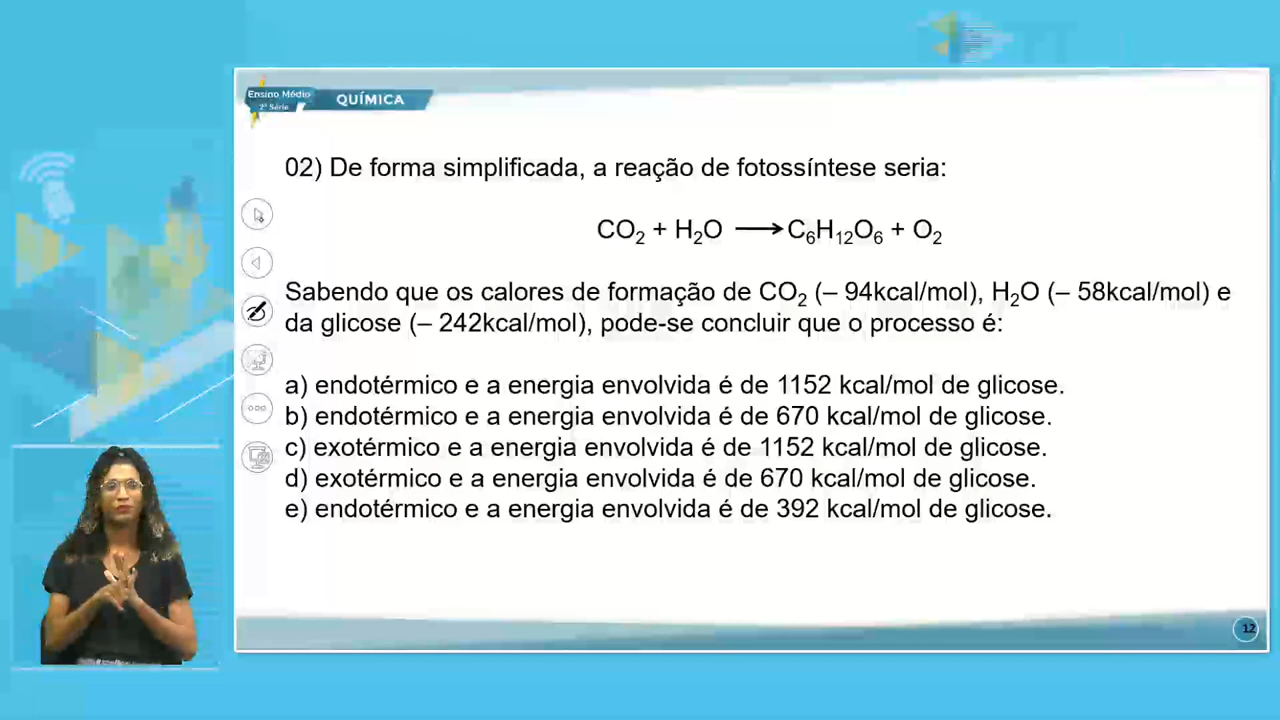 Ensino Médio
2ª Série
QUÍMICA
02) De forma simplificada, a reação de fotossíntese seria:
CO₂ + H₂O ⟶ C₆H₁₂O₆ + O₂
Sabendo que os calores de formação de CO₂ (– 94kcal/mol), H₂O (– 58kcal/mol) e
da glicose (– 242kcal/mol), pode-se concluir que o processo é:
a) endotérmico e a energia envolvida é de 1152 kcal/mol de glicose.
b) endotérmico e a energia envolvida é de 670 kcal/mol de glicose.
c) exotérmico e a energia envolvida é de 1152 kcal/mol de glicose.
d) exotérmico e a energia envolvida é de 670 kcal/mol de glicose.
e) endotérmico e a energia envolvida é de 392 kcal/mol de glicose.
12